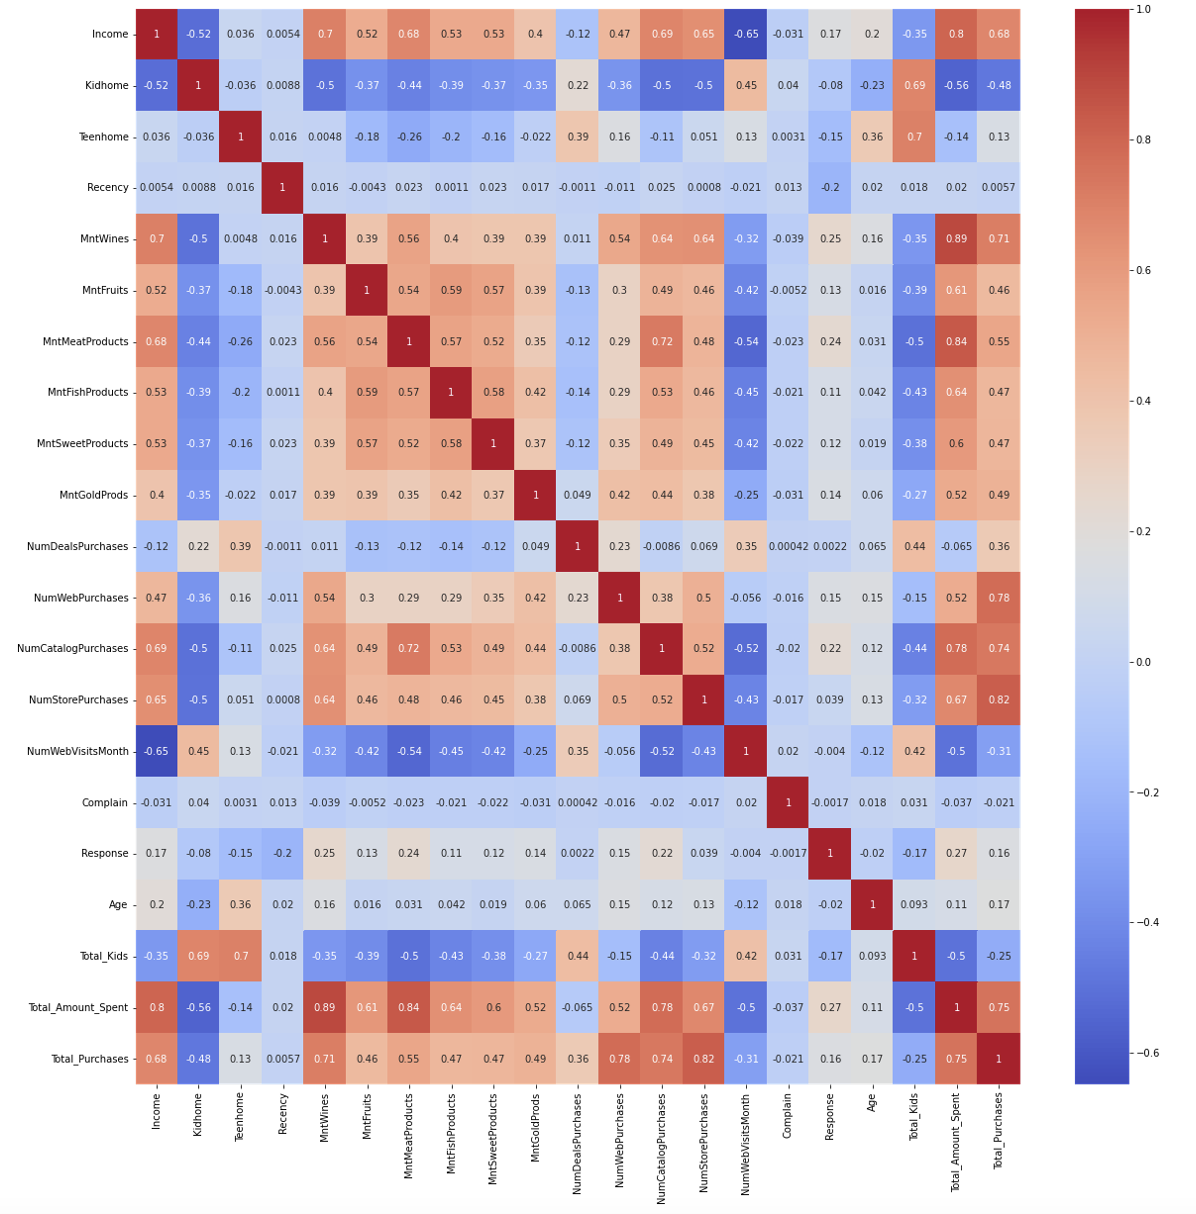 Income 1 -0.52 0.036 0.0054 0.7 0.52 0.68 0.53 0.53 0.4 -0.12 0.47 0.69 0.65 -0.65 -0.031 0.17 0.2 -0.35 0.8 0.68
Kidhome -0.52 1 -0.036 0.0088 -0.5 -0.37 -0.44 -0.39 -0.37 -0.35 0.22 -0.36 -0.5 -0.5 0.45 0.04 -0.08 -0.23 0.69 -0.56 -0.48
Teenhome 0.036 -0.036 1 0.016 0.0048 -0.18 -0.26 -0.2 -0.16 -0.022 0.39 0.16 -0.11 0.051 0.13 0.0031 -0.15 0.36 0.7 -0.14 0.13
Recency 0.0054 0.0088 0.016 1 0.016 -0.0043 0.023 0.0011 0.023 0.017 -0.0011 -0.011 0.025 0.0008 -0.021 0.013 -0.2 0.02 0.018 0.02 0.0057
MntWines 0.7 -0.5 0.0048 0.016 1 0.39 0.56 0.4 0.39 0.39 0.011 0.54 0.64 0.64 -0.32 -0.039 0.25 0.16 -0.35 0.89 0.71
MntFruits 0.52 -0.37 -0.18 -0.0043 0.39 1 0.54 0.59 0.57 0.39 -0.13 0.3 0.49 0.46 -0.42 -0.0052 0.13 0.016 -0.39 0.61 0.46
MntMeatProducts 0.68 -0.44 -0.26 0.023 0.56 0.54 1 0.57 0.52 0.35 -0.12 0.29 0.72 0.48 -0.54 -0.023 0.24 0.031 -0.5 0.84 0.55
MntFishProducts 0.53 -0.39 -0.2 0.0011 0.4 0.59 0.57 1 0.58 0.42 -0.14 0.29 0.53 0.46 -0.45 -0.021 0.11 0.042 -0.43 0.64 0.47
MntSweetProducts 0.53 -0.37 -0.16 0.023 0.39 0.57 0.52 0.58 1 0.37 -0.12 0.35 0.49 0.45 -0.42 -0.022 0.12 0.019 -0.38 0.6 0.47
MntGoldProds 0.4 -0.35 -0.022 0.017 0.39 0.39 0.35 0.42 0.37 1 0.049 0.42 0.44 0.38 -0.25 -0.031 0.14 0.06 -0.27 0.52 0.49
NumDealsPurchases -0.12 0.22 0.39 -0.0011 0.011 -0.13 -0.12 -0.14 -0.12 0.049 1 0.23 -0.0086 0.069 0.35 0.00042 0.0022 0.065 0.44 -0.065 0.36
NumWebPurchases 0.47 -0.36 0.16 -0.011 0.54 0.3 0.29 0.29 0.35 0.42 0.23 1 0.38 0.5 -0.056 -0.016 0.15 0.15 -0.15 0.52 0.78
NumCatalogPurchases 0.69 -0.5 -0.11 0.025 0.64 0.49 0.72 0.53 0.49 0.44 -0.0086 0.38 1 0.52 -0.52 -0.02 0.22 0.12 -0.44 0.78 0.74
NumStorePurchases 0.65 -0.5 0.051 0.0008 0.64 0.46 0.48 0.46 0.45 0.38 0.069 0.5 0.52 1 -0.43 -0.017 0.039 0.13 -0.32 0.67 0.82
NumWebVisitsMonth -0.65 0.45 0.13 -0.021 -0.32 -0.42 -0.54 -0.45 -0.42 -0.25 0.35 -0.056 -0.52 -0.43 1 0.02 -0.004 -0.12 0.42 -0.5 -0.31
Complain -0.031 0.04 0.0031 0.013 -0.039 -0.0052 -0.023 -0.021 -0.022 -0.031 0.00042 -0.016 -0.02 -0.017 0.02 1 -0.0017 0.018 0.031 -0.037 -0.021
Response 0.17 -0.08 -0.15 -0.2 0.25 0.13 0.24 0.11 0.12 0.14 0.0022 0.15 0.22 0.039 -0.004 -0.0017 1 -0.02 -0.17 0.27 0.16
Age 0.2 -0.23 0.36 0.02 0.16 0.016 0.031 0.042 0.019 0.06 0.065 0.15 0.12 0.13 -0.12 0.018 -0.02 1 0.093 0.11 0.17
Total_Kids -0.35 0.69 0.7 0.018 -0.35 -0.39 -0.5 -0.43 -0.38 -0.27 0.44 -0.15 -0.44 -0.32 0.42 0.031 -0.17 0.093 1 -0.5 -0.25
Total_Amount_Spent 0.8 -0.56 -0.14 0.02 0.89 0.61 0.84 0.64 0.6 0.52 -0.065 0.52 0.78 0.67 -0.5 -0.037 0.27 0.11 -0.5 1 0.75
Total_Purchases 0.68 -0.48 0.13 0.0057 0.71 0.46 0.55 0.47 0.47 0.49 0.36 0.78 0.74 0.82 -0.31 -0.021 0.16 0.17 -0.25 0.75 1
Income
Kidhome
Teenhome
Recency
MntWines
MntFruits
MntMeatProducts
MntFishProducts
MntSweetProducts
MntGoldProds
NumDealsPurchases
NumWebPurchases
NumCatalogPurchases
NumStorePurchases
NumWebVisitsMonth
Complain
Response
Age
Total_Kids
Total_Amount_Spent
Total_Purchases
1.0
0.8
0.6
0.4
0.2
0.0
−0.2
−0.4
−0.6